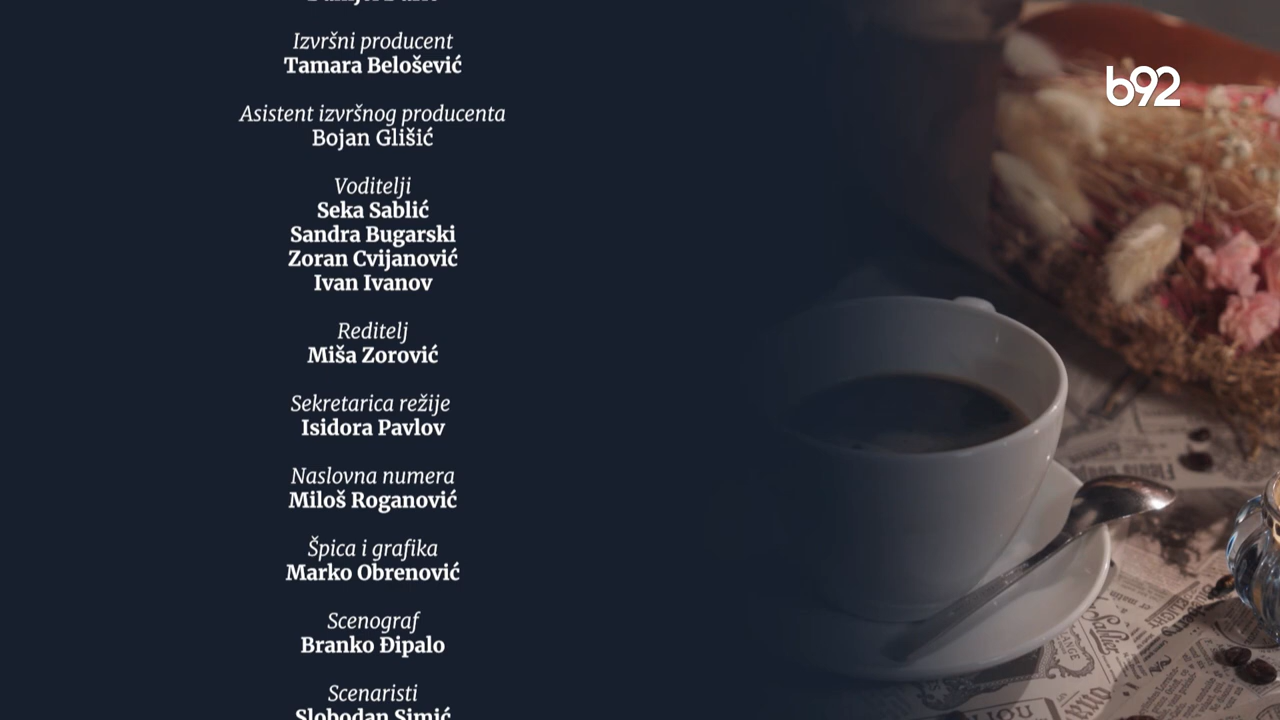 Izvršni producent
Tamara Belošević
Asistent izvršnog producenta
Bojan Glišić
Voditelji
Seka Sablić
Sandra Bugarski
Zoran Cvijanović
Ivan Ivanov
Reditelj
Miša Zorović
Sekretarica režije
Isidora Pavlov
Naslovna numera
Miloš Roganović
Špica i grafika
Marko Obrenović
Scenograf
Branko Đipalo
Scenaristi
Slobodan Simić
b92